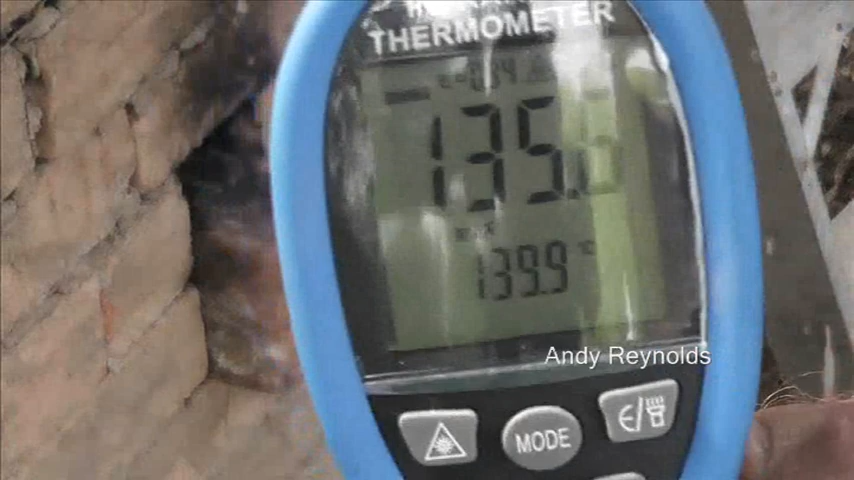 THERMOMETER
135.
139.9
°C
Andy Reynolds
MODE